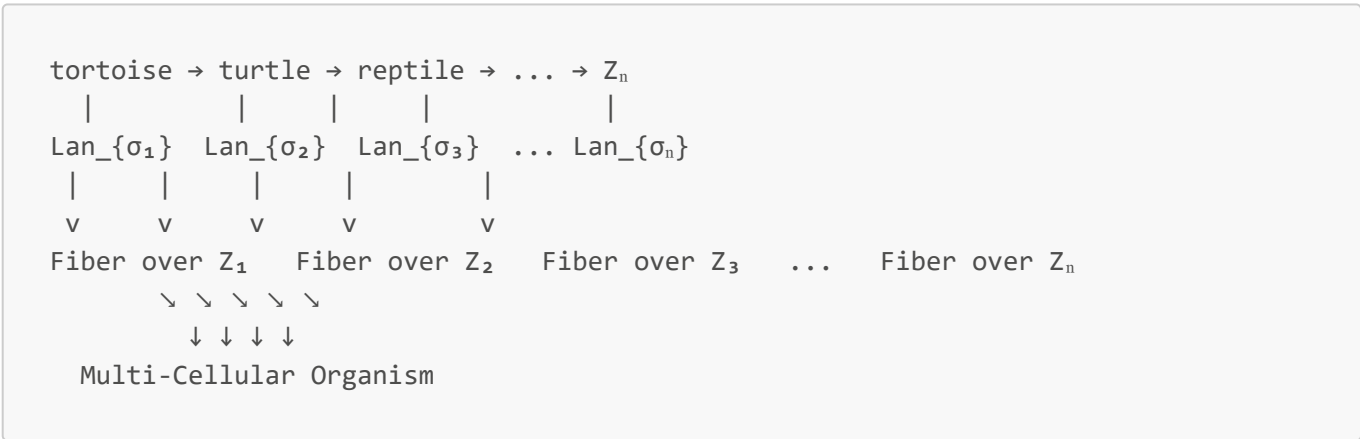 tortoise → turtle → reptile → ... → Zₙ
| | | | |
Lan_{σ₁} Lan_{σ₂} Lan_{σ₃} ... Lan_{σₙ}
| | | | |
v v v v v
Fiber over Z₁ Fiber over Z₂ Fiber over Z₃ ... Fiber over Zₙ
↘ ↘ ↘ ↘ ↘
↓ ↓ ↓ ↓
Multi-Cellular Organism